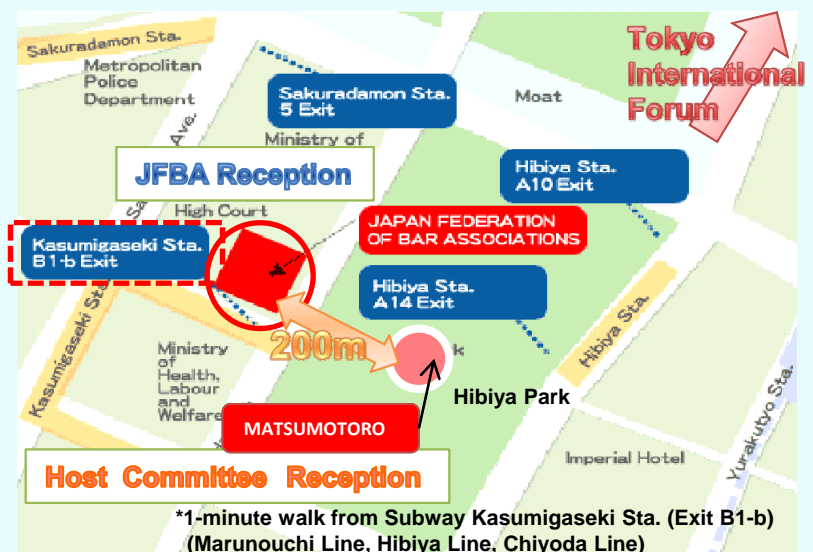 Sakuradamon Sta.
Metropolitan
Police
Department
Ave.
Sakuradamon Sta.
5 Exit
Ministry of
Moat
Tokyo
International
Forum
JFBA Reception
Sa
High Court
Hibiya Sta.
A10 Exit
JAPAN FEDERATION
OF BAR ASSOCIATIONS
Kasumigaseki Sta.
B1-b Exit
Hibiya Sta.
A14 Exit
Kasumigaseki Sta.
200m
k
Hibiya Sta.
Ministry
of
Health,
Labour
and
Welfare
Hibiya Park
MATSUMOTORO
Yurakutyo Sta.
Imperial Hotel
Host Committee Reception
*1-minute walk from Subway Kasumigaseki Sta. (Exit B1-b)
(Marunouchi Line, Hibiya Line, Chiyoda Line)